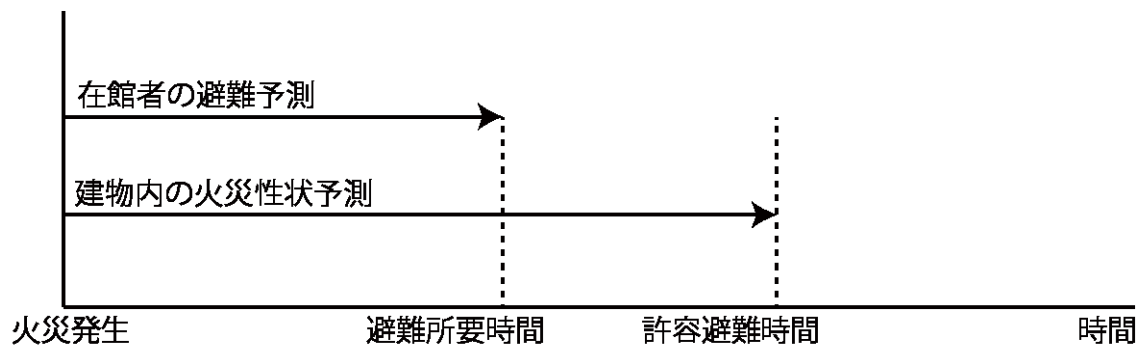 在館者の避難予測
建物内の火災性状予測
火災発生
避難所要時間
許容避難時間
時間